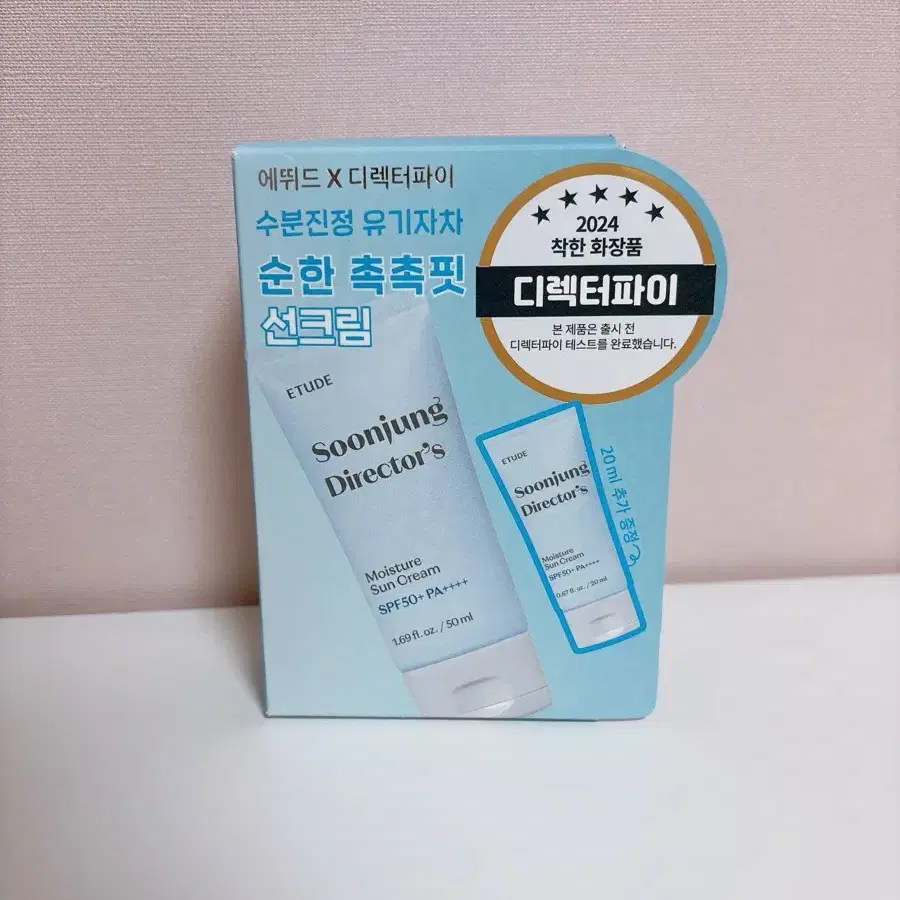 에뛰드 X 디렉터파이
수분진정 유기자차
순한 촉촉핏
선크림
2024
착한 화장품
디렉터파이
본 제품은 출시 전
디렉터파이 테스트를 완료했습니다.
ETUDE
Soonjung
Director's
Moisture
Sun Cream
SPF50+ PA++++
1.69 fl. oz. / 50 ml
ETUDE
Soonjung
Director's
Moisture
Sun Cream
SPF50+ PA++++
0.67 fl. oz. / 50 ml
20 ml 추가 증정